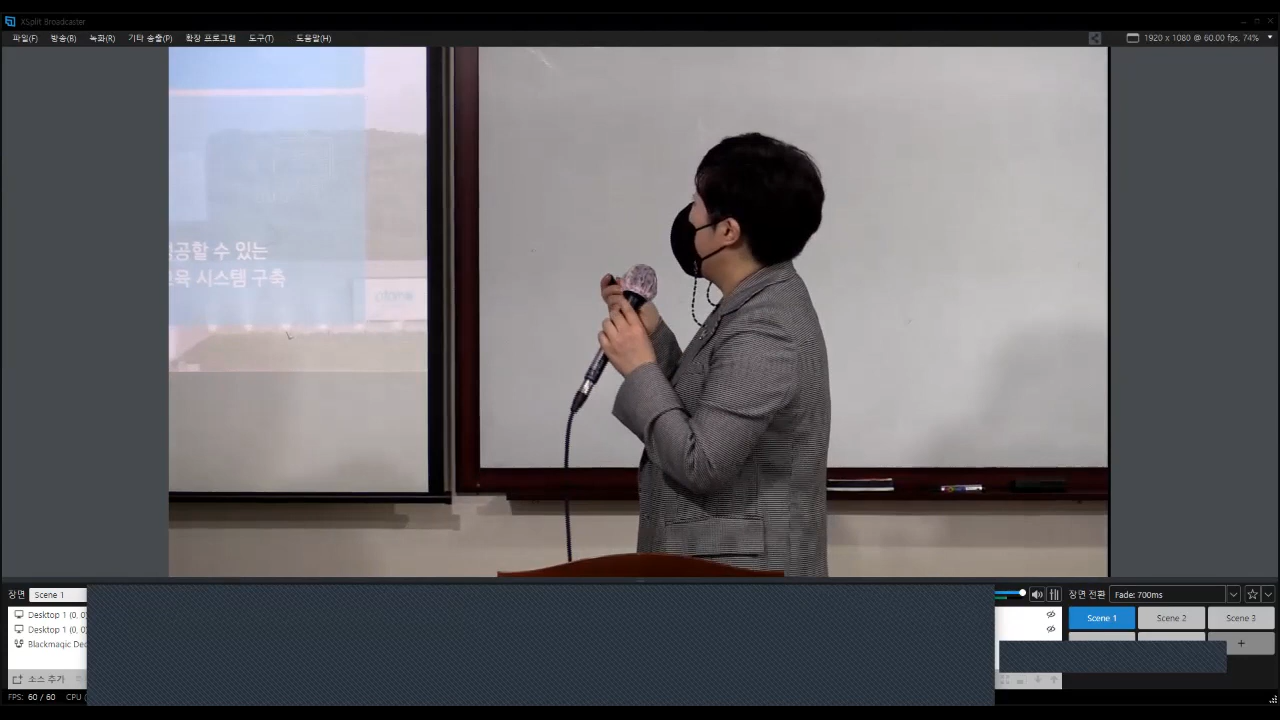 XSplit Broadcaster
파일(F) 방송(B) 녹화(R) 기타 송출(P) 확장 프로그램 도구(T) 도움말(H)
1920 x 1080 @ 60.00 fps, 74%
할 수 있는
시스템 구축
장면 Scene 1
장면 전환 Fade: 700ms
Desktop 1 (0, 0)
Desktop 1 (0, 0)
Blackmagic
Scene 1 Scene 2 Scene 3
+
소스 추가
FPS: 60 / 60 CPU